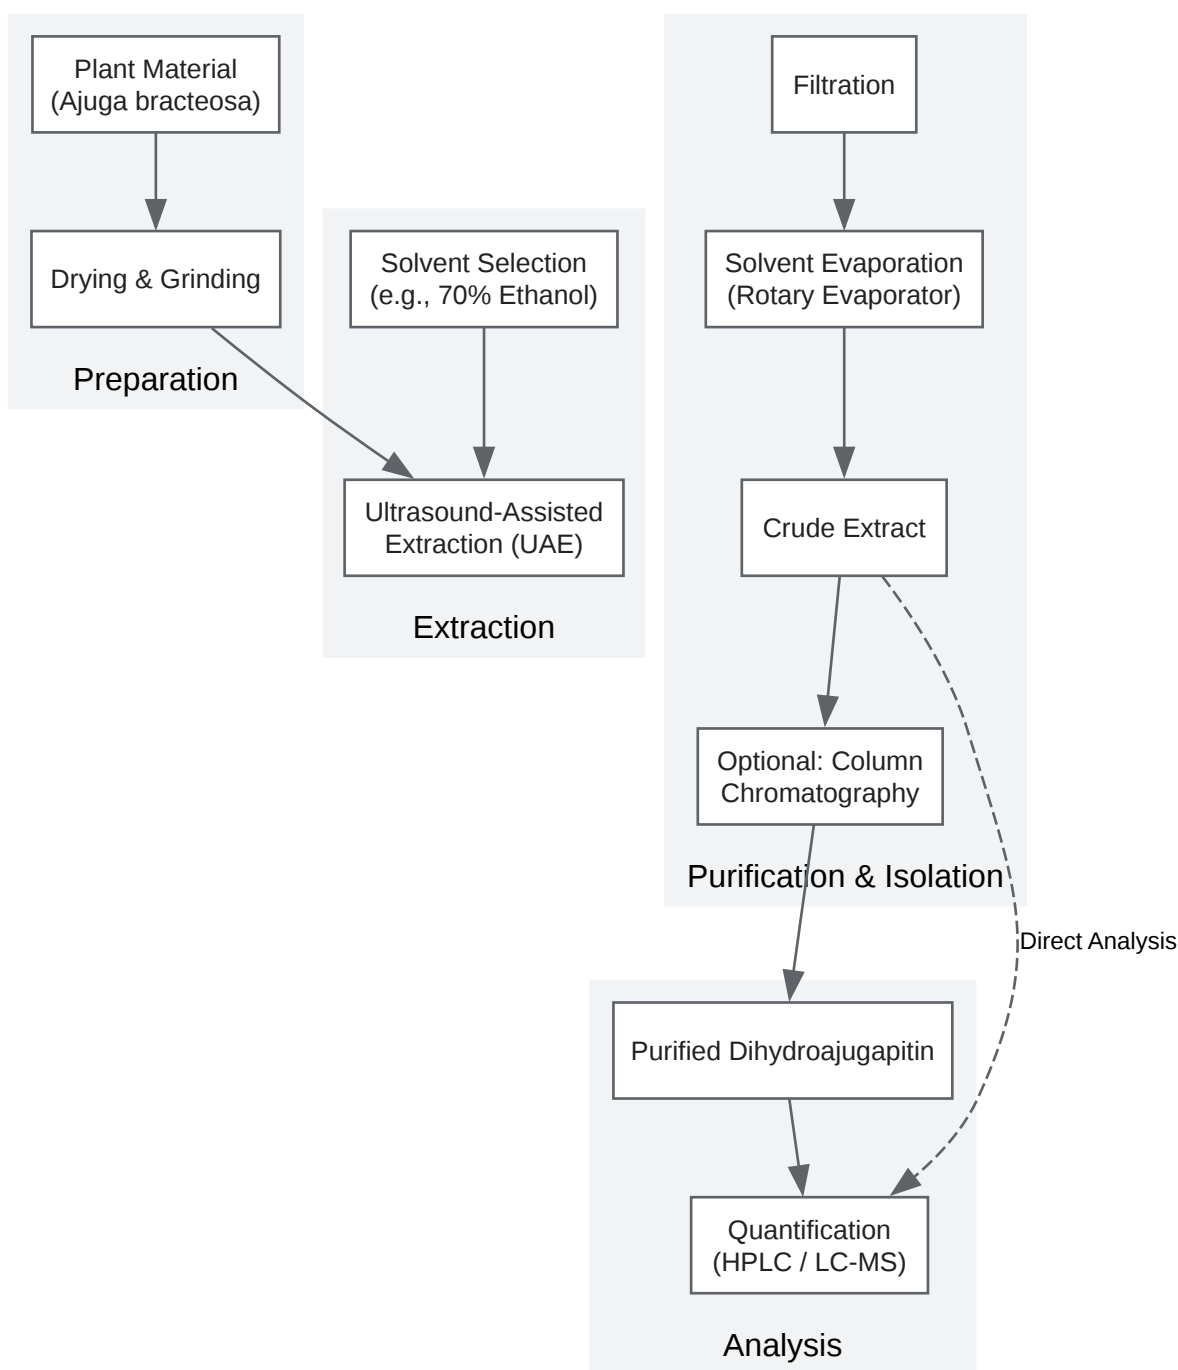 Plant Material
(Ajuga bracteosa)
Drying & Grinding
Preparation
Solvent Selection
(e.g., 70% Ethanol)
Ultrasound-Assisted
Extraction (UAE)
Extraction
Filtration
Solvent Evaporation
(Rotary Evaporator)
Crude Extract
Optional: Column
Chromatography
Purification & Isolation
Direct Analysis
Purified Dihydroajugapitin
Quantification
(HPLC / LC-MS)
Analysis